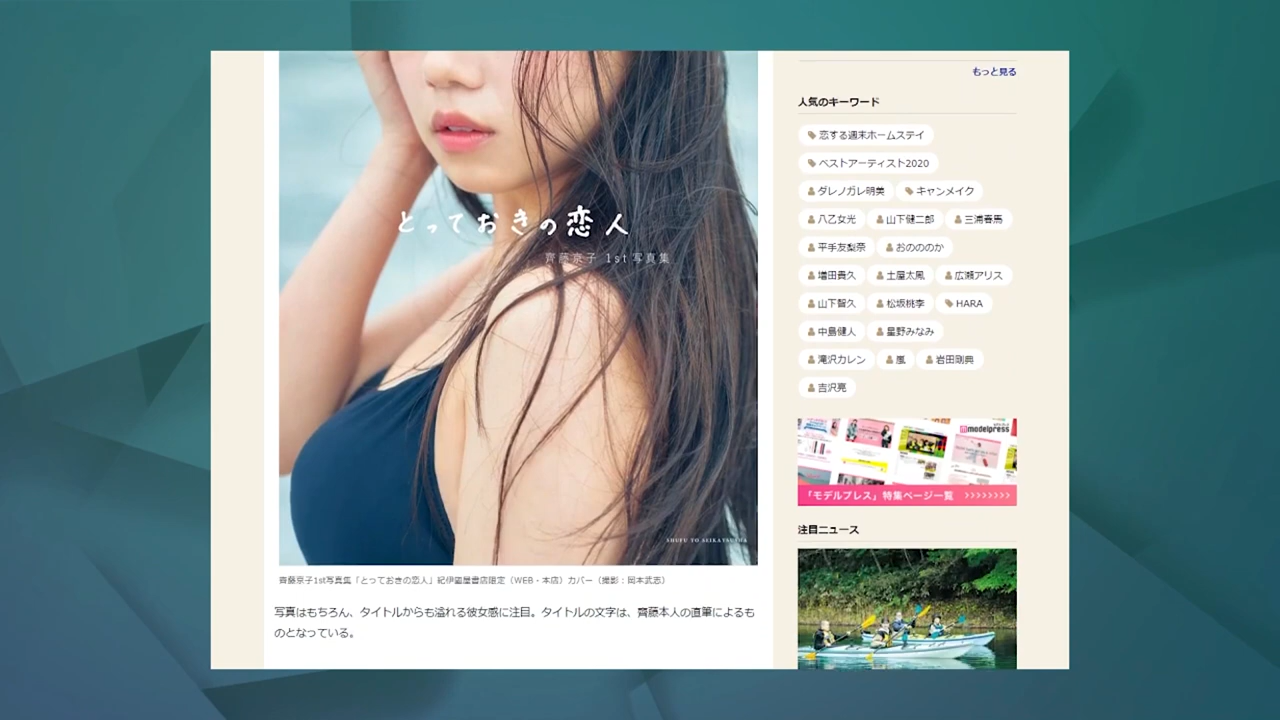 とっておきの恋人
齊藤京子 1st写真集
SHUFU TO SEIKATSUSHA
齊藤京子1st写真集「とっておきの恋人」紀伊國屋書店限定（WEB・本店）カバー（撮影：岡本武志）
写真はもちろん、タイトルからも溢れる彼女感に注目。タイトルの文字は、齊藤本人の直筆によるも
のとなっている。
もっと見る
人気のキーワード
恋する週末ホームステイ
ベストアーティスト2020
ダレノガレ明美 キャンメイク
八乙女光 山下健二郎 三浦春馬
平手友梨奈 おのののか
増田貴久 土屋太鳳 広瀬アリス
山下智久 松坂桃李 HARA
中島健人 星野みなみ
滝沢カレン 嵐 岩田剛典
吉沢亮
modelpress
「モデルプレス」特集ページ一覧 >>>>>>>>
注目ニュース